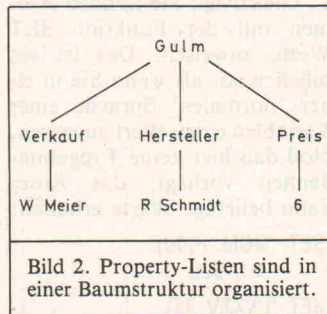 Gulm
Verkauf Hersteller Preis
W Meier R Schmidt 6
Bild 2. Property-Listen sind in
einer Baumstruktur organisiert.